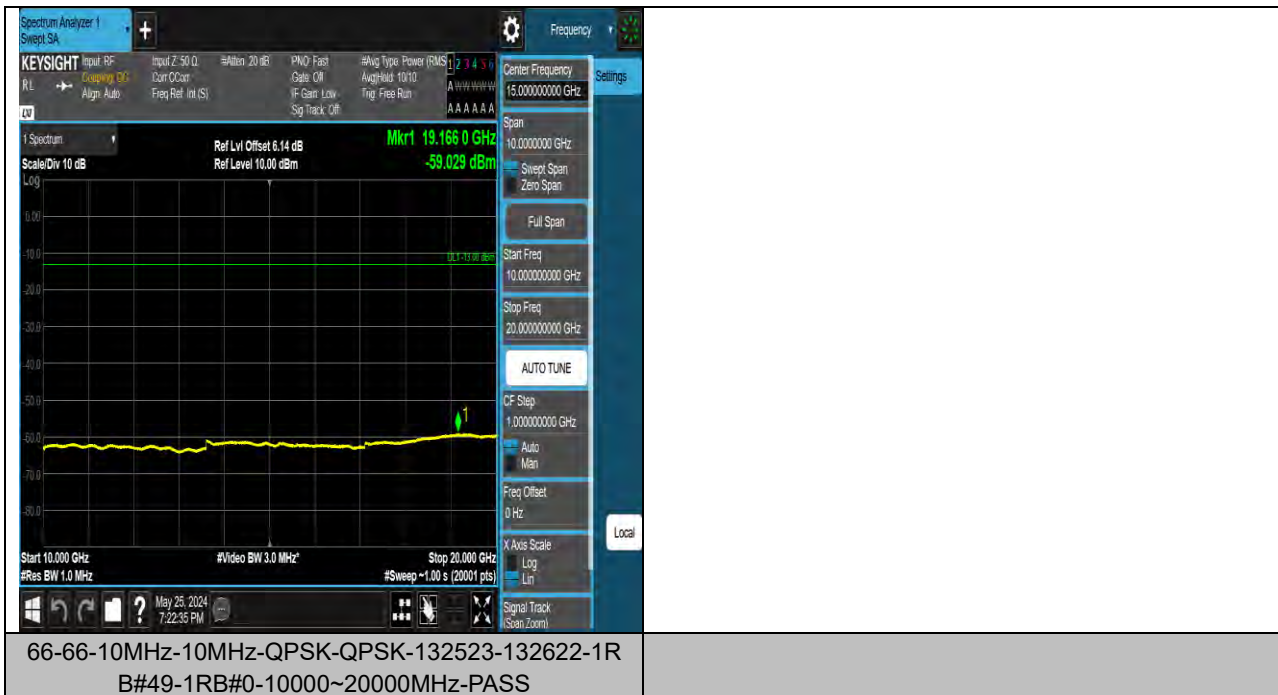 Spectrum Analyzer 1
Swept SA
+
Frequency
KEYSIGHT
Input: RF
Coupling: DC
Align: Auto
RL
LXI
Input Z: 50 Ω
Corr CCorr
Freq Ref: Int (S)
#Atten: 20 dB
PNO: Fast
Gate: Off
IF Gain: Low
Sig Track: Off
#Avg Type: Power (RMS
Avg|Hold: 10/10
Trig: Free Run
1 2 3 4 5 6
A W W W W W
A A A A A A
Settings
1 Spectrum
Scale/Div 10 dB
Log
Ref Lvl Offset 6.14 dB
Ref Level 10.00 dBm
Mkr1 19.166 0 GHz
-59.029 dBm
0.00
-10.0
DL1 -13.00 dBm
-20.0
-30.0
-40.0
-50.0
1
-60.0
-70.0
-80.0
Start 10.000 GHz
#Video BW 3.0 MHz*
Stop 20.000 GHz
#Res BW 1.0 MHz
#Sweep ~1.00 s (20001 pts)
Center Frequency
15.000000000 GHz
Span
10.0000000 GHz
Swept Span
Zero Span
Full Span
Start Freq
10.000000000 GHz
Stop Freq
20.000000000 GHz
AUTO TUNE
CF Step
1.000000000 GHz
Auto
Man
Freq Offset
0 Hz
X Axis Scale
Log
Lin
Signal Track
(Span Zoom)
Local
?
May 25, 2024
7:22:35 PM
66-66-10MHz-10MHz-QPSK-QPSK-132523-132622-1R
B#49-1RB#0-10000~20000MHz-PASS